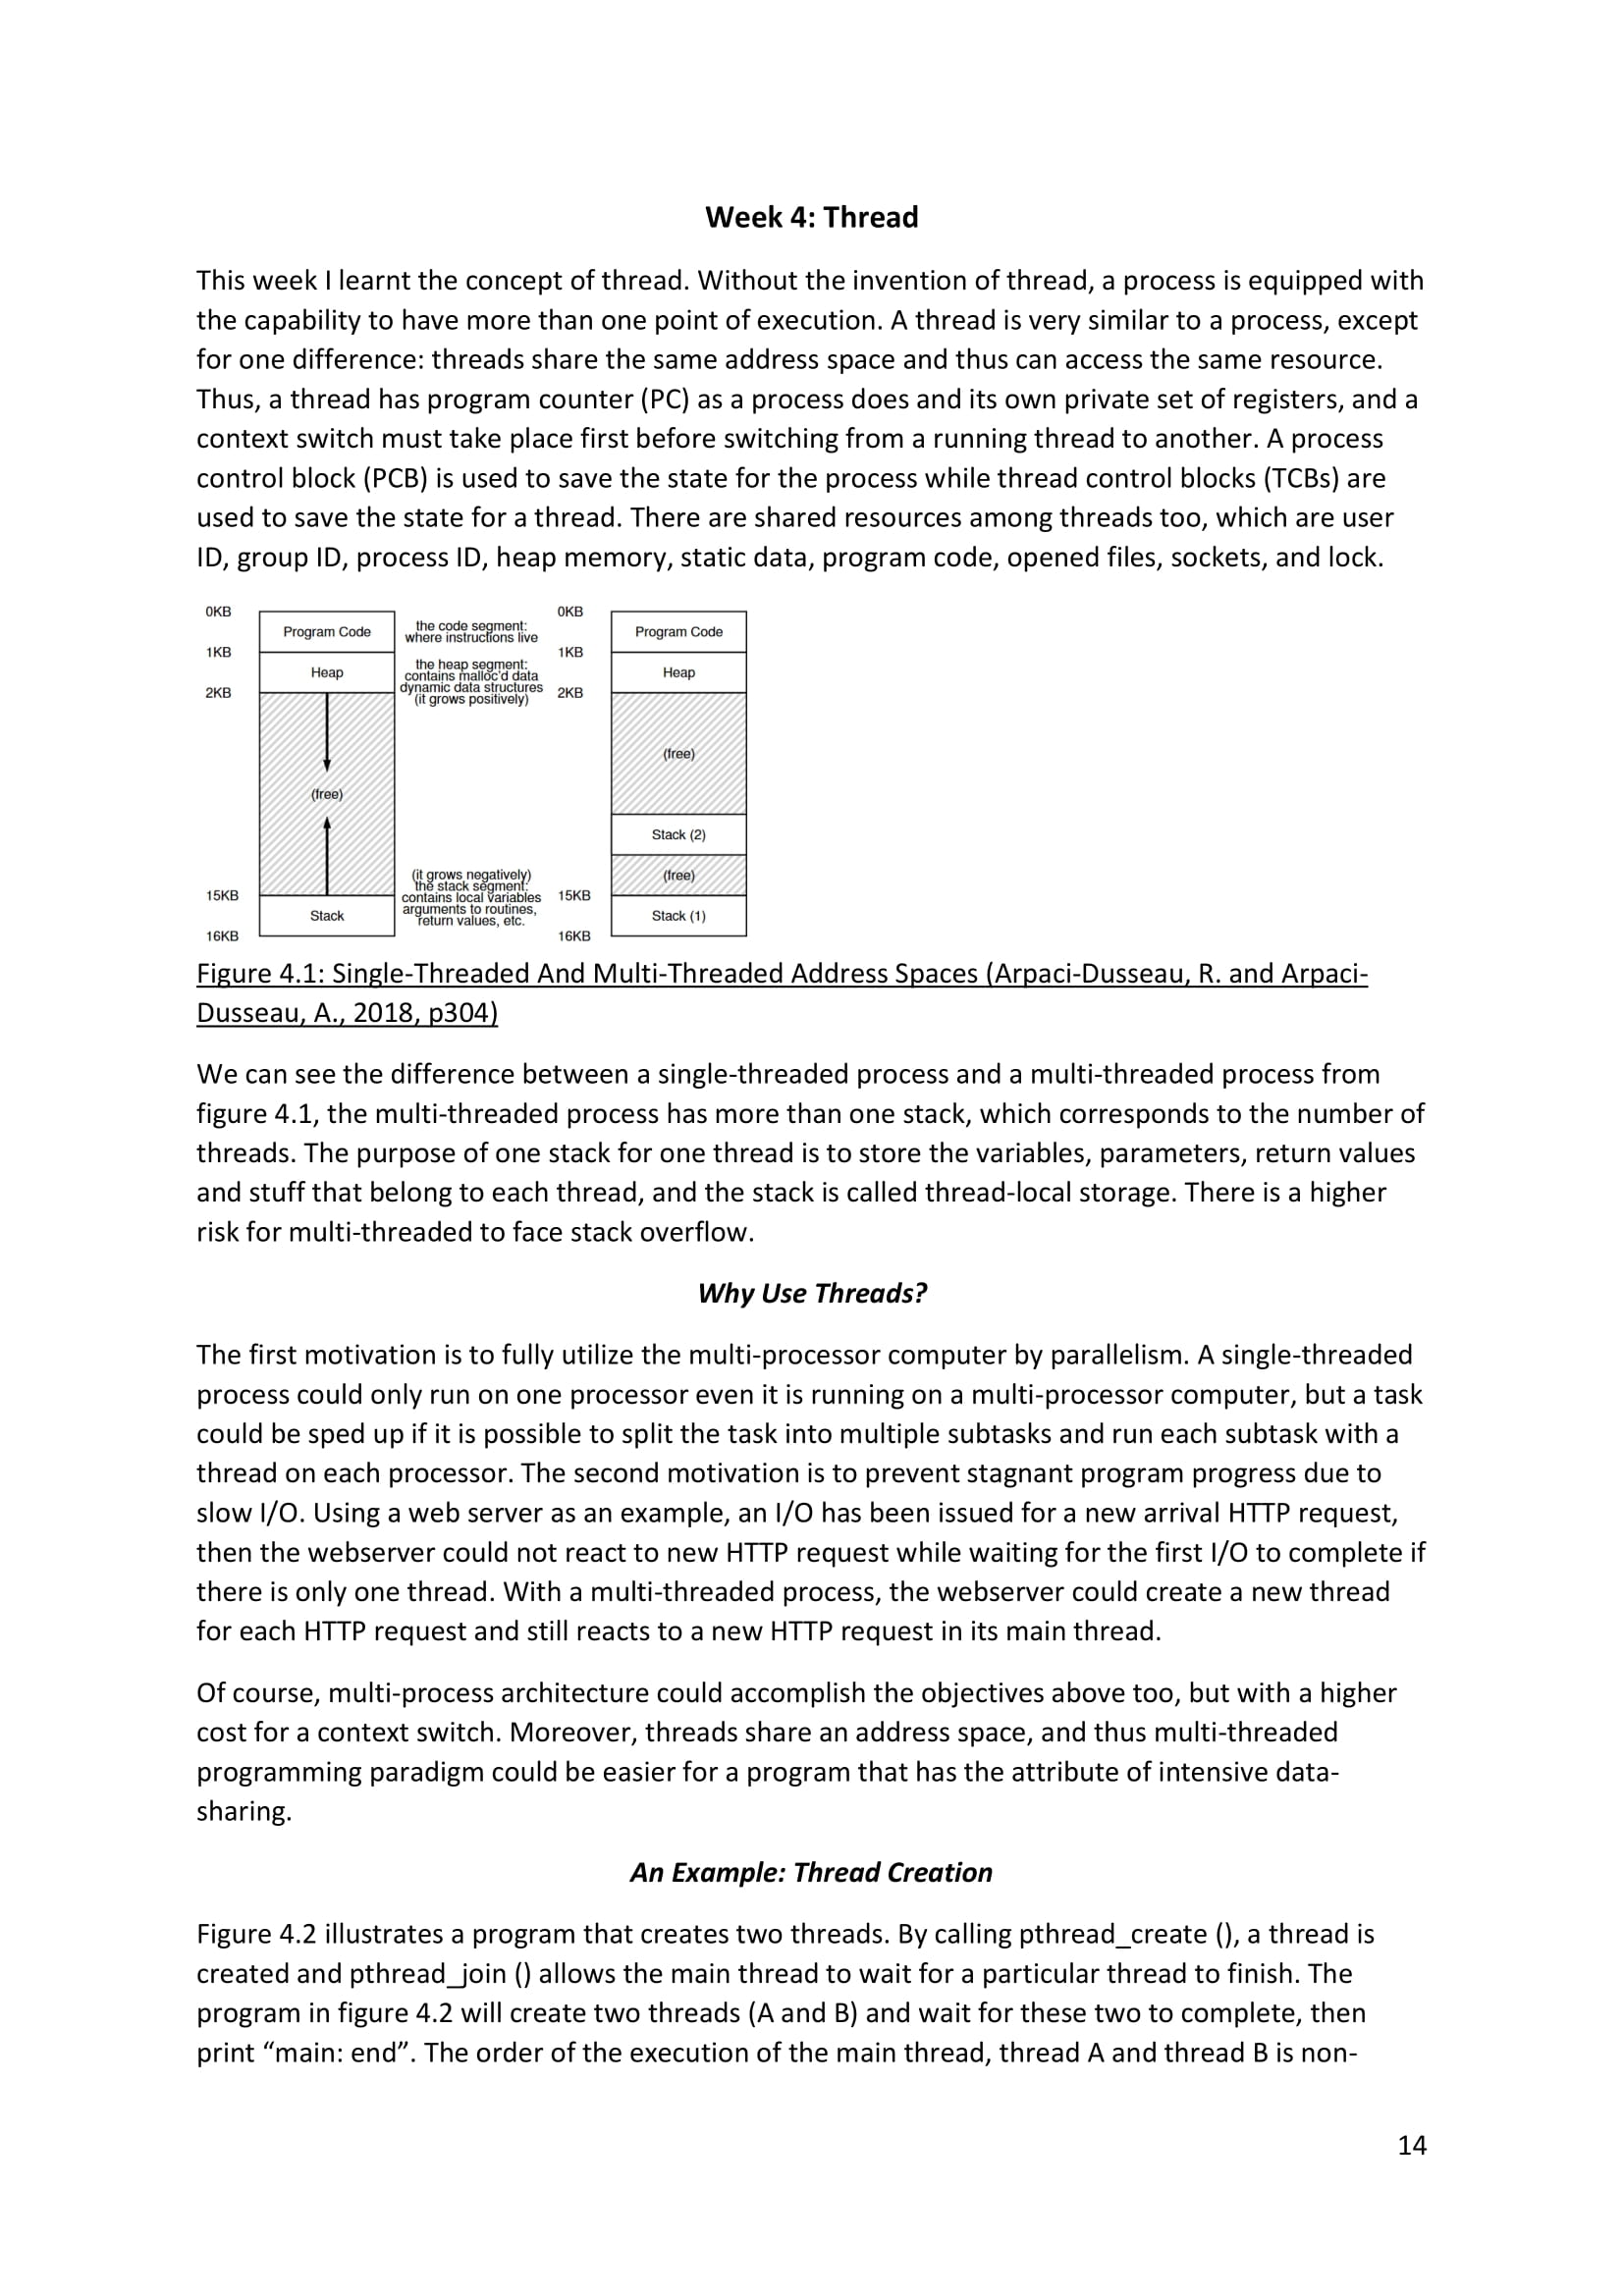 Week 4: Thread
This week I learnt the concept of thread. Without the invention of thread, a process is equipped with
the capability to have more than one point of execution. A thread is very similar to a process, except
for one difference: threads share the same address space and thus can access the same resource.
Thus, a thread has program counter (PC) as a process does and its own private set of registers, and a
context switch must take place first before switching from a running thread to another. A process
control block (PCB) is used to save the state for the process while thread control blocks (TCBs) are
used to save the state for a thread. There are shared resources among threads too, which are user
ID, group ID, process ID, heap memory, static data, program code, opened files, sockets, and lock.
0KB
Program Code
1KB
Heap
2KB
(free)
15KB
Stack
16KB
the code segment:
where instructions live
the heap segment:
contains malloc'd data
dynamic data structures
(it grows positively)
(it grows negatively)
the stack segment:
contains local variables
arguments to routines,
return values, etc.
0KB
Program Code
1KB
Heap
2KB
(free)
Stack (2)
(free)
15KB
Stack (1)
16KB
Figure 4.1: Single-Threaded And Multi-Threaded Address Spaces (Arpaci-Dusseau, R. and Arpaci-
Dusseau, A., 2018, p304)
We can see the difference between a single-threaded process and a multi-threaded process from
figure 4.1, the multi-threaded process has more than one stack, which corresponds to the number of
threads. The purpose of one stack for one thread is to store the variables, parameters, return values
and stuff that belong to each thread, and the stack is called thread-local storage. There is a higher
risk for multi-threaded to face stack overflow.
Why Use Threads?
The first motivation is to fully utilize the multi-processor computer by parallelism. A single-threaded
process could only run on one processor even it is running on a multi-processor computer, but a task
could be sped up if it is possible to split the task into multiple subtasks and run each subtask with a
thread on each processor. The second motivation is to prevent stagnant program progress due to
slow I/O. Using a web server as an example, an I/O has been issued for a new arrival HTTP request,
then the webserver could not react to new HTTP request while waiting for the first I/O to complete if
there is only one thread. With a multi-threaded process, the webserver could create a new thread
for each HTTP request and still reacts to a new HTTP request in its main thread.
Of course, multi-process architecture could accomplish the objectives above too, but with a higher
cost for a context switch. Moreover, threads share an address space, and thus multi-threaded
programming paradigm could be easier for a program that has the attribute of intensive data-
sharing.
An Example: Thread Creation
Figure 4.2 illustrates a program that creates two threads. By calling pthread_create (), a thread is
created and pthread_join () allows the main thread to wait for a particular thread to finish. The
program in figure 4.2 will create two threads (A and B) and wait for these two to complete, then
print “main: end”. The order of the execution of the main thread, thread A and thread B is non-
14